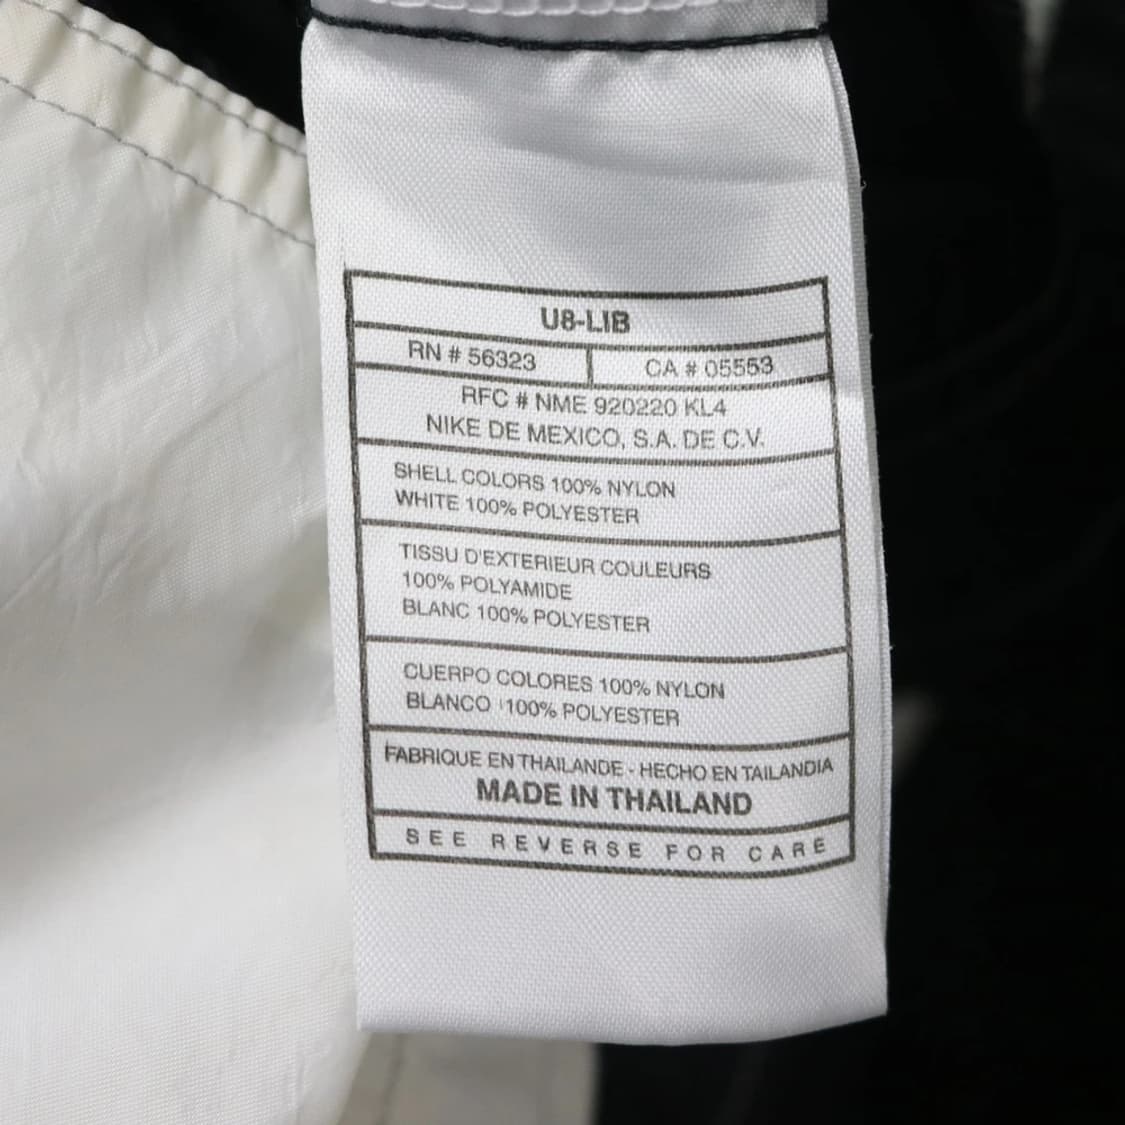 U8-LIB
RN # 56323 CA # 05553
RFC # NME 920220 KL4
NIKE DE MEXICO, S.A. DE C.V.
SHELL COLORS 100% NYLON
WHITE 100% POLYESTER
TISSU D'EXTERIEUR COULEURS
100% POLYAMIDE
BLANC 100% POLYESTER
CUERPO COLORES 100% NYLON
BLANCO 100% POLYESTER
FABRIQUE EN THAILANDE - HECHO EN TAILANDIA
MADE IN THAILAND
SEE REVERSE FOR CARE